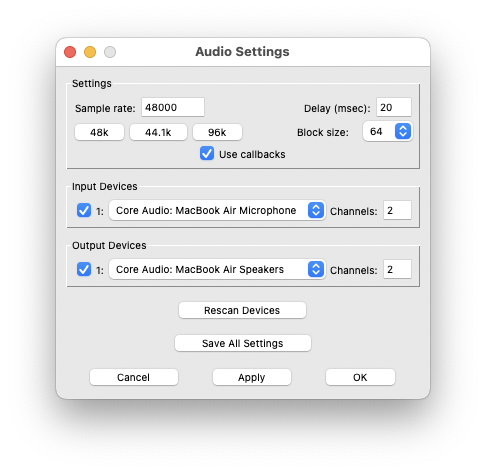 Audio Settings
Settings
Sample rate: 48000 Delay (msec): 20
48k 44.1k 96k Block size: 64
Use callbacks
Input Devices
1: Core Audio: MacBook Air Microphone Channels: 2
Output Devices
1: Core Audio: MacBook Air Speakers Channels: 2
Rescan Devices
Save All Settings
Cancel Apply OK